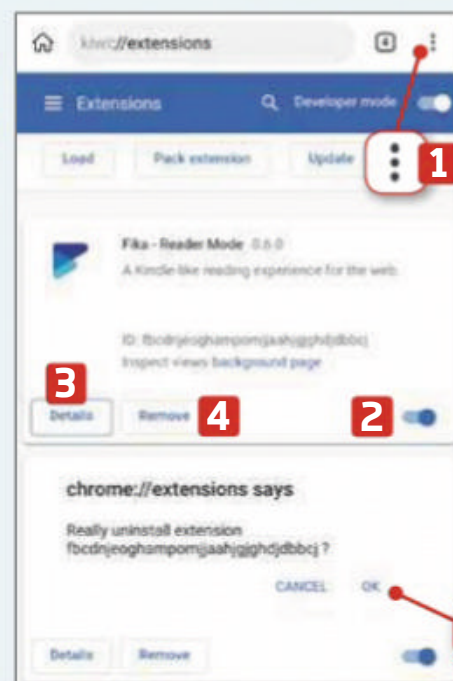 kiwi://extensions
4
Extensions
Developer mode
Load
Pack extension
Update
1
Fika - Reader Mode 0.6.0
A Kindle-like reading experience for the web.
ID:
Inspect views background page
3
Details
Remove
4
2
chrome://extensions says
Really uninstall extension
fbcdnjeoghampomjjaahjgjghdjdbbcj ?
CANCEL
OK
Details
Remove